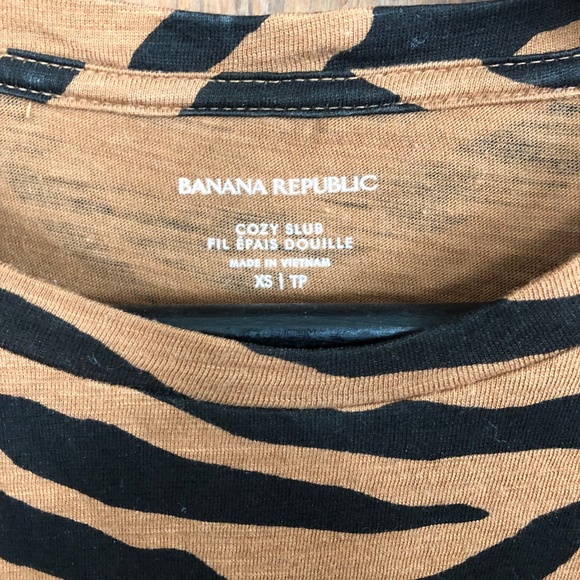 BANANA REPUBLIC
COZY SLUB
FIL ÉPAIS DOUILLE
MADE IN VIETNAM
XS | TP